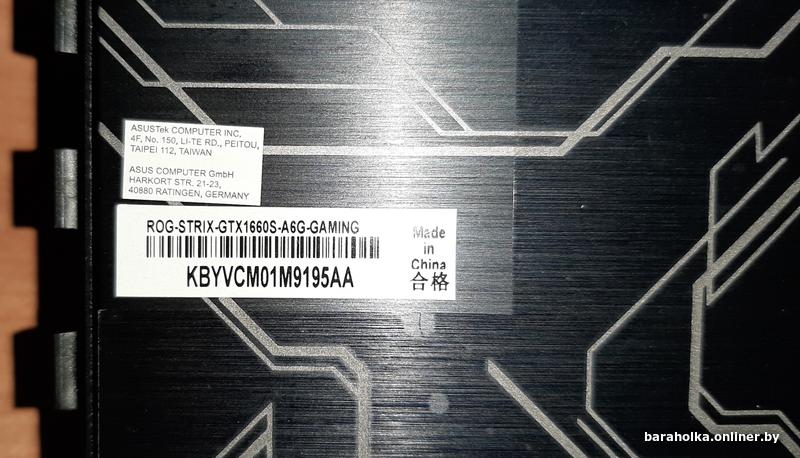 ASUSTek COMPUTER INC.
4F, No. 150, LI-TE RD., PEITOU,
TAIPEI 112, TAIWAN
ASUS COMPUTER GmbH
HARKORT STR. 21-23,
40880 RATINGEN, GERMANY
ROG-STRIX-GTX1660S-A6G-GAMING
KBYVCM01M9195AA
Made
in
China
合格
baraholka.onliner.by